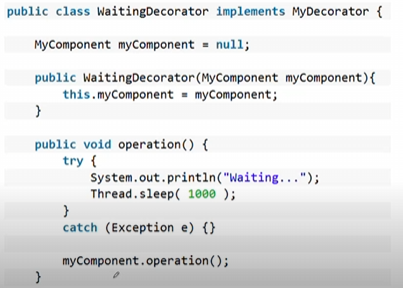 public class WaitingDecorator implements MyDecorator {
MyComponent myComponent = null;
public WaitingDecorator(MyComponent myComponent){
this.myComponent = myComponent;
}
public void operation() {
try {
System.out.println("Waiting...");
Thread.sleep( 1000 );
}
catch (Exception e) {}
myComponent.operation();
}